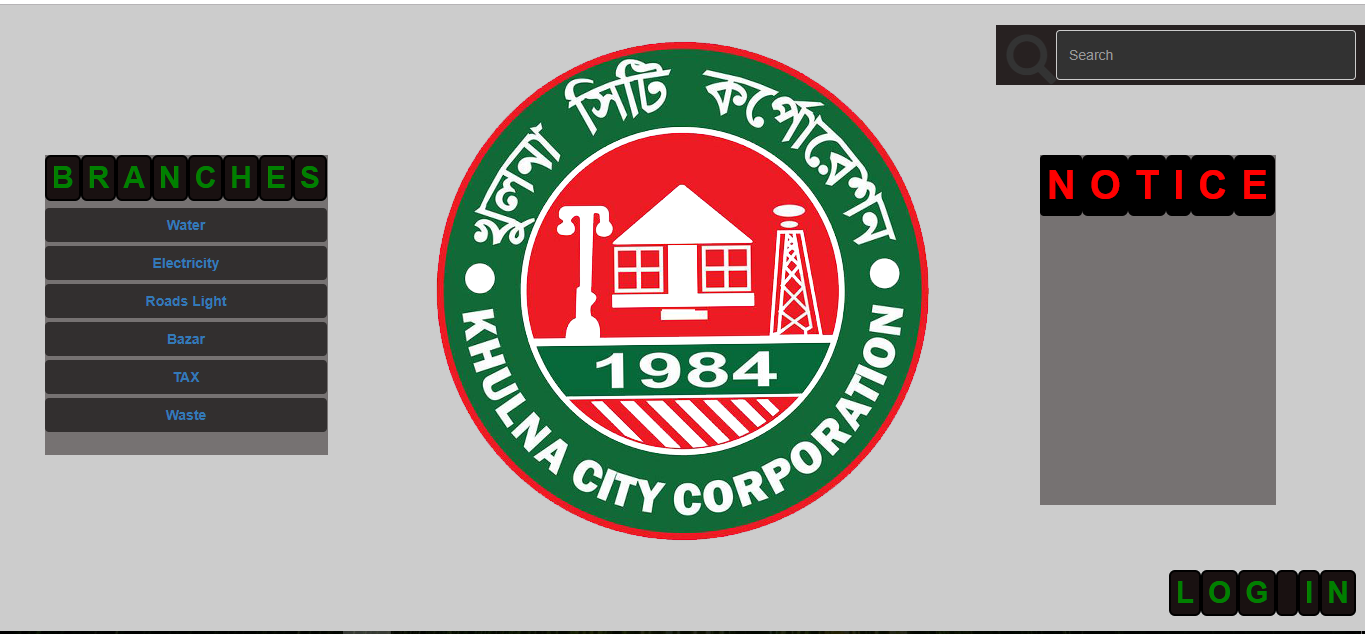 Search
BRANCHES
Water
Electricity
Roads Light
Bazar
TAX
Waste
খুলনা সিটি কর্পোরেশন
1984
KHULNA CITY CORPORATION
NOTICE
LOG IN